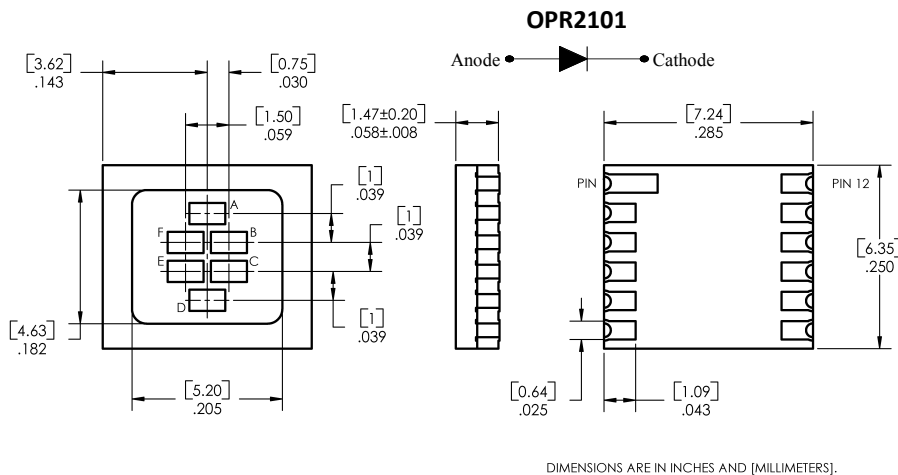 OPR2101
Anode
Cathode
[3.62]
.143
[0.75]
.030
[1.50]
.059
[1.47±0.20]
.058±.008
[7.24]
.285
[1]
.039
[1]
.039
[1]
.039
A
F
B
E
C
D
[4.63]
.182
[5.20]
.205
PIN
PIN 12
[6.35]
.250
[0.64]
.025
[1.09]
.043
DIMENSIONS ARE IN INCHES AND [MILLIMETERS].